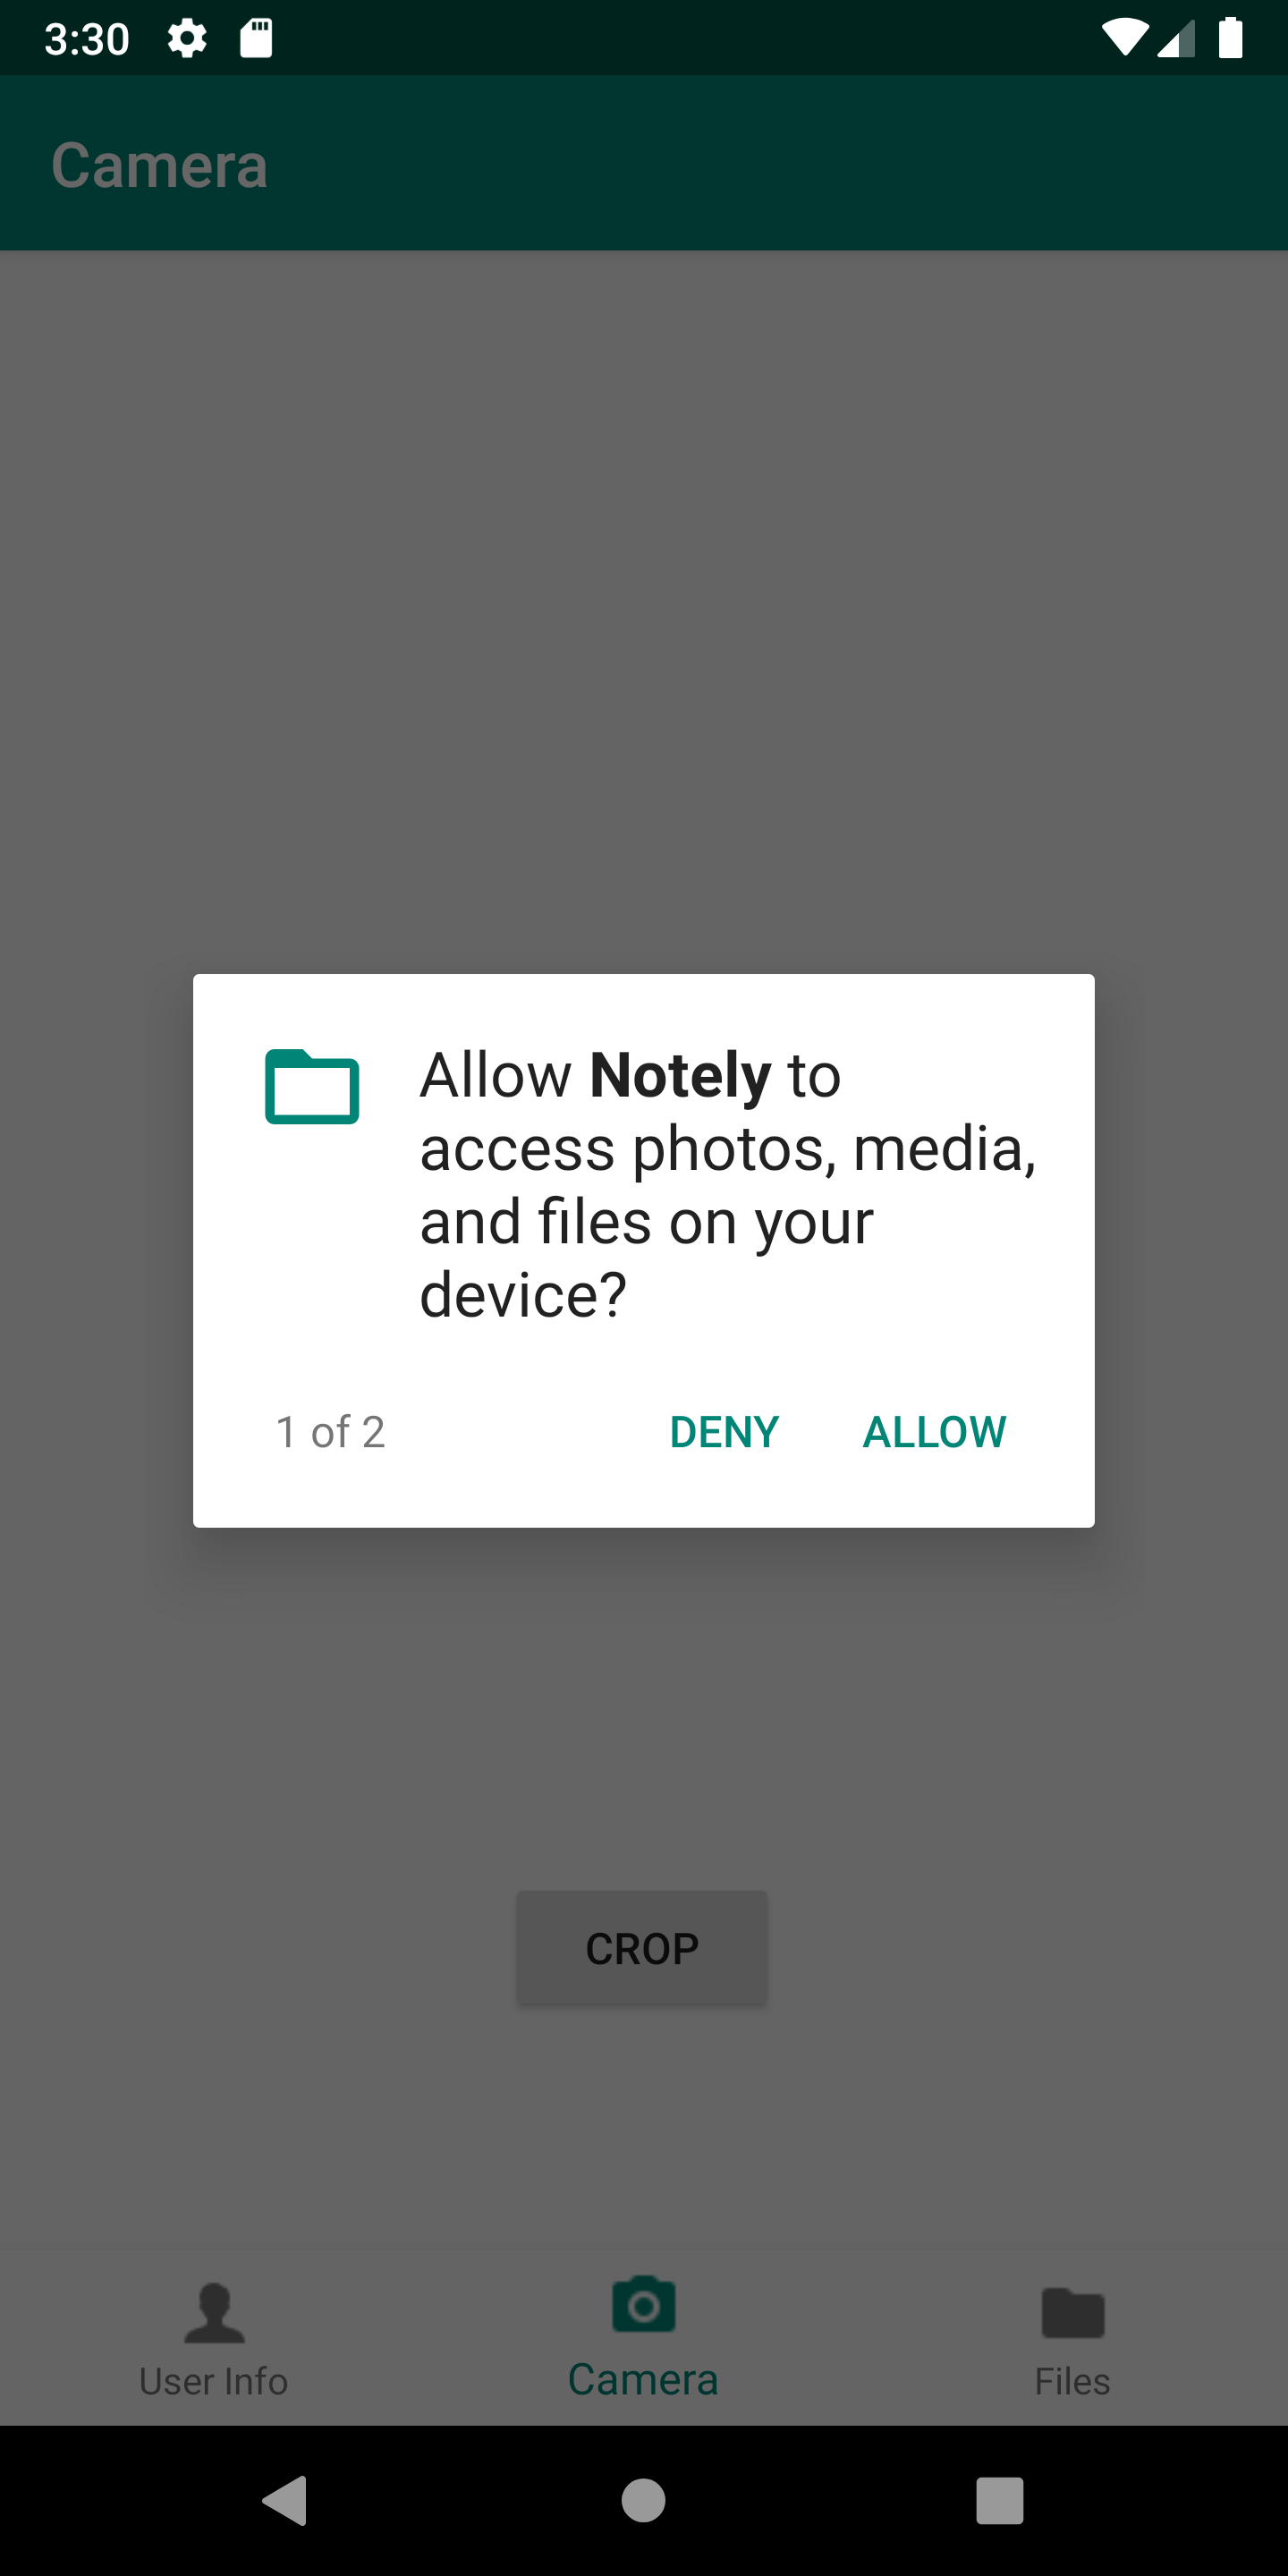 3:30
Camera
Allow Notely to
access photos, media,
and files on your
device?
1 of 2
DENY
ALLOW
CROP
User Info
Camera
Files